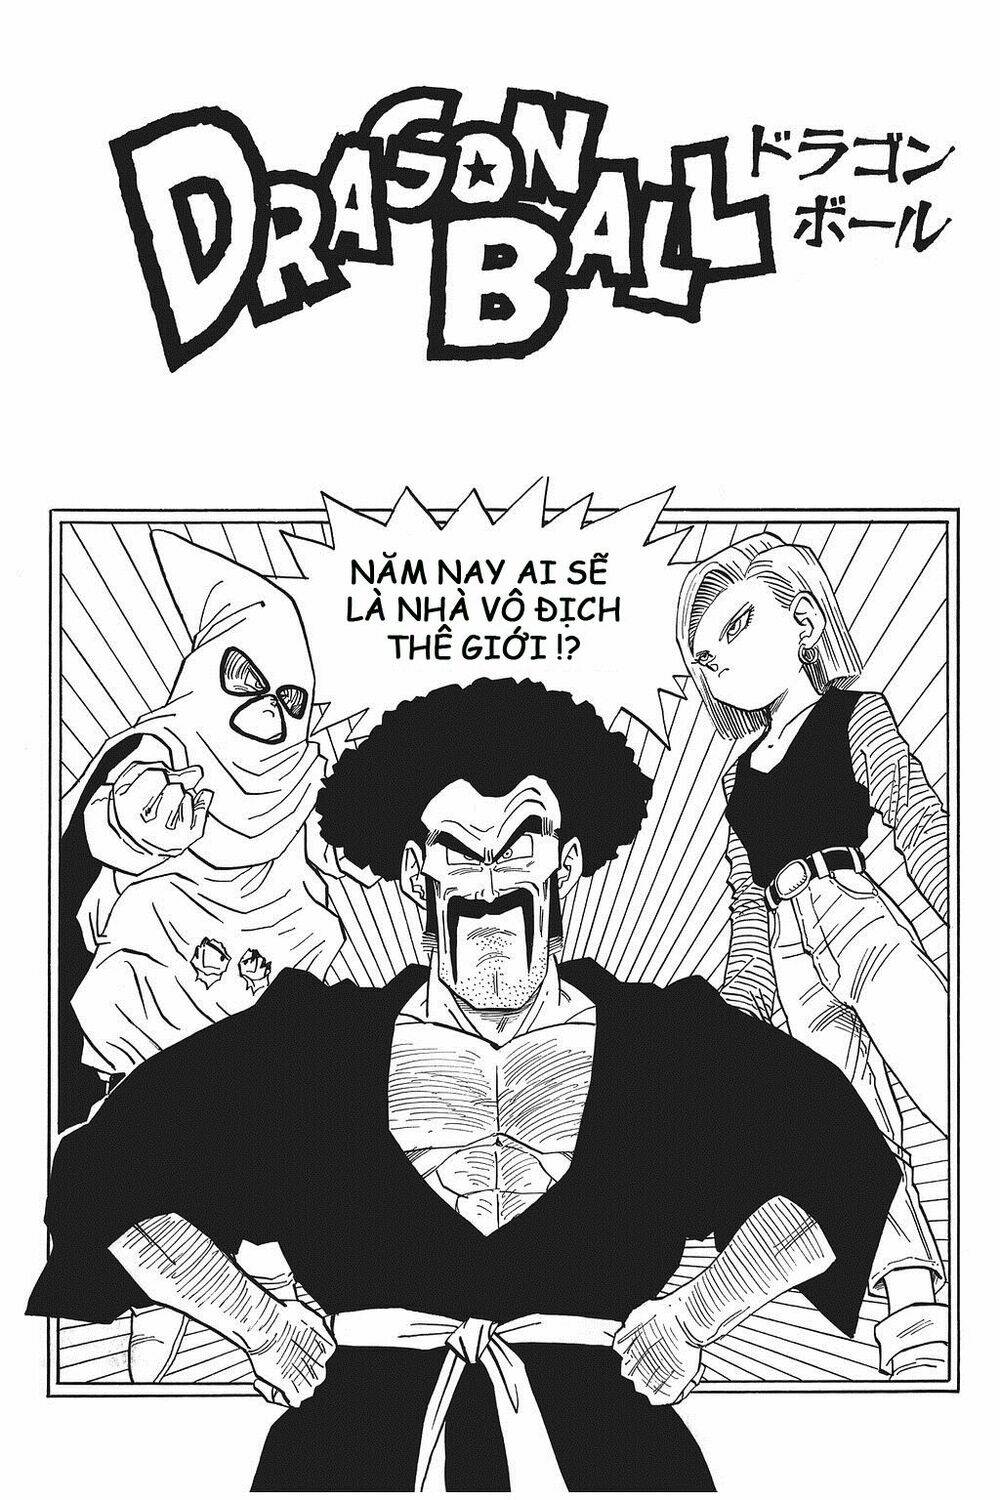 DRAGON BALL
ドラゴン
ボール
NĂM NAY AI SẼ
LÀ NHÀ VÔ ĐỊCH
THẾ GIỚI !?